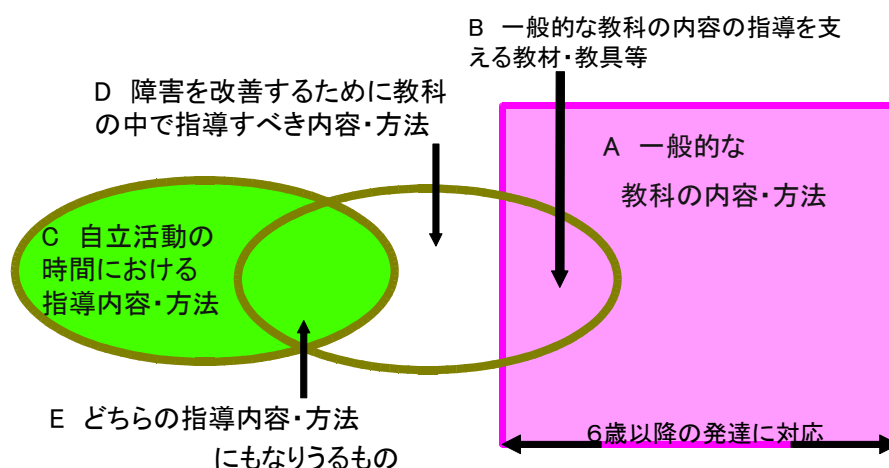 B 一般的な教科の内容の指導を支
える教材・教具等
D 障害を改善するために教科
の中で指導すべき内容・方法
A 一般的な
教科の内容・方法
C 自立活動の
時間における
指導内容・方法
E どちらの指導内容・方法
にもなりうるもの
6歳以降の発達に対応